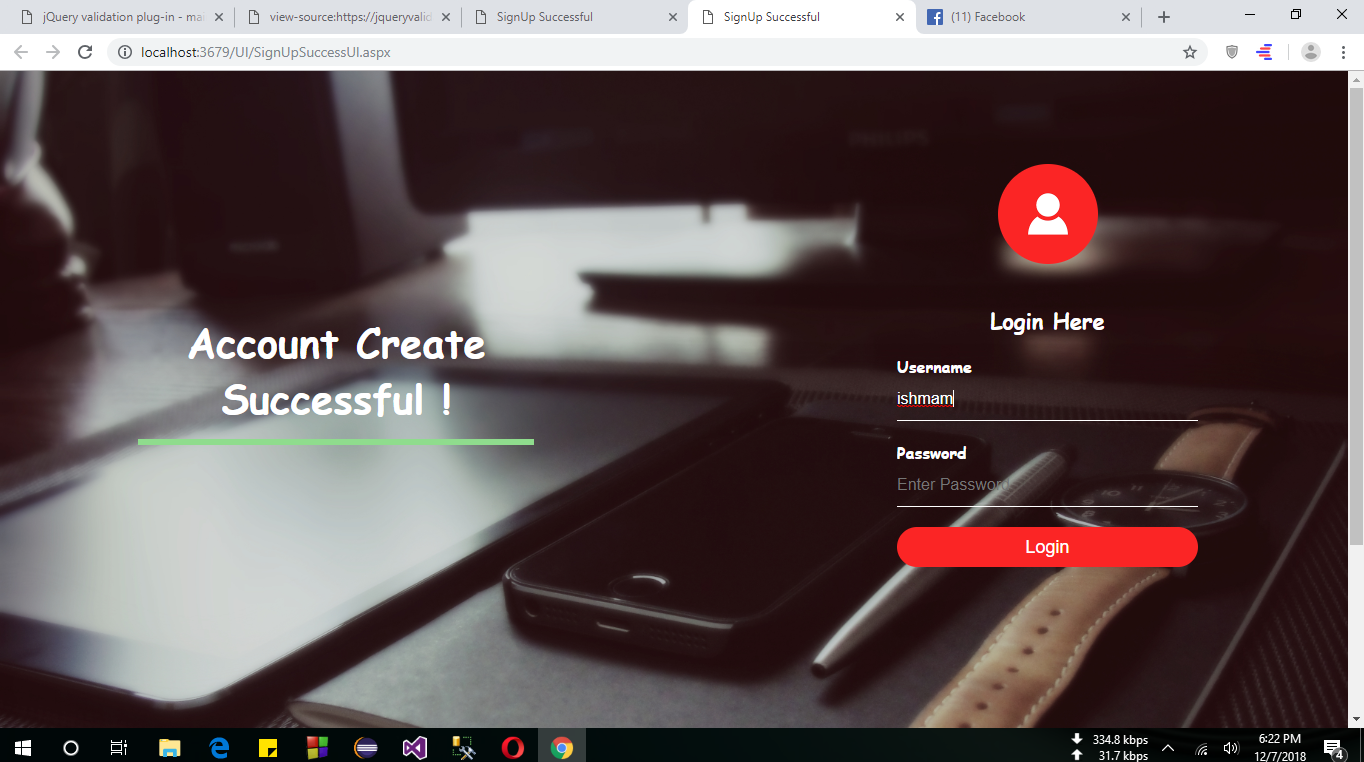 jQuery validation plug-in - mai
view-source:https://jqueryvalid
SignUp Successful
SignUp Successful
(11) Facebook
localhost:3679/UI/SignUpSuccessUI.aspx
PHILIPS
Account Create
Successful !
Login Here
Username
ishmam
Password
Enter Password
Login
334.8 kbps
31.7 kbps
6:22 PM
12/7/2018
4